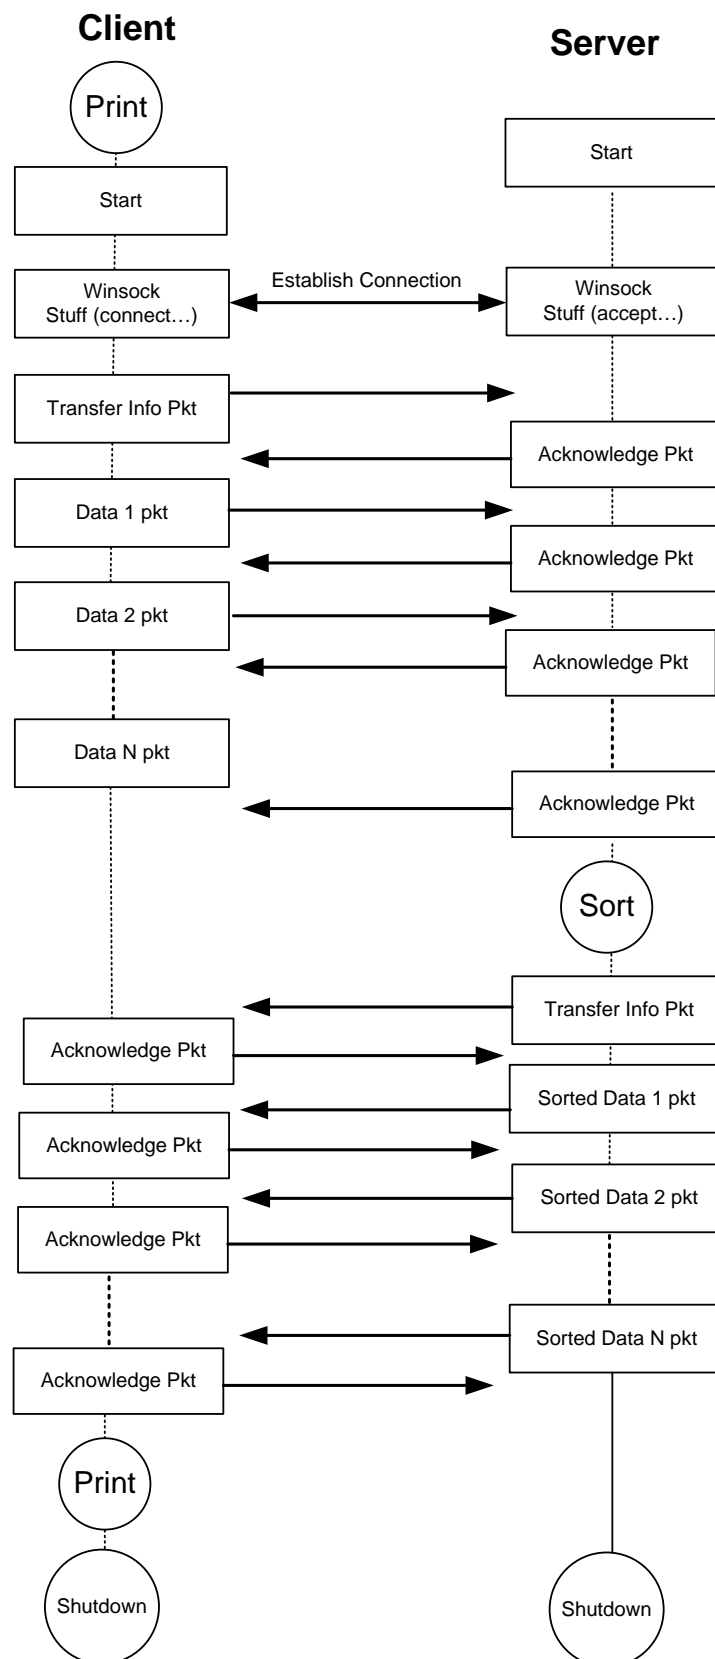 Client
Server
Print
Start
Start
Establish Connection
Winsock
Stuff (connect…)
Winsock
Stuff (accept…)
Transfer Info Pkt
Acknowledge Pkt
Data 1 pkt
Acknowledge Pkt
Data 2 pkt
Acknowledge Pkt
Data N pkt
Acknowledge Pkt
Sort
Transfer Info Pkt
Acknowledge Pkt
Sorted Data 1 pkt
Acknowledge Pkt
Sorted Data 2 pkt
Acknowledge Pkt
Sorted Data N pkt
Acknowledge Pkt
Print
Shutdown
Shutdown